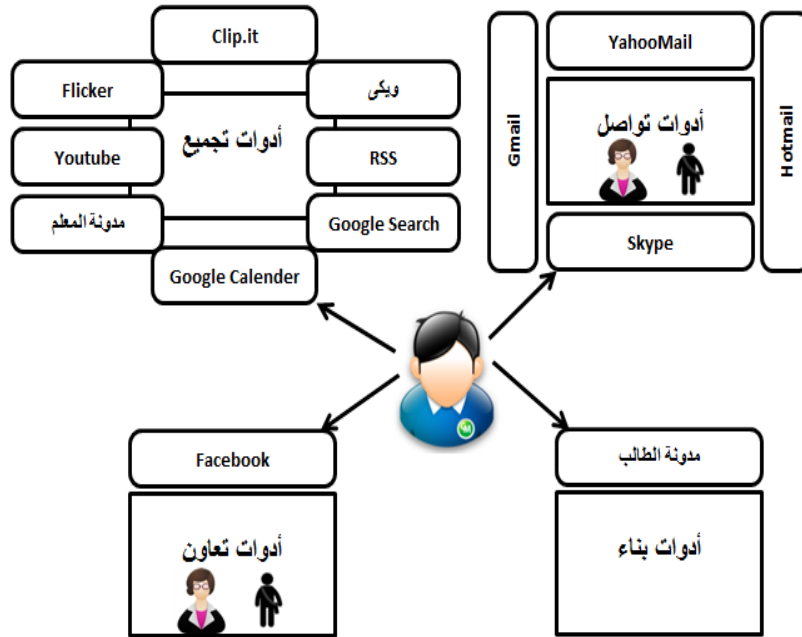 Clip.it
Flicker
ويكى
أدوات تجميع
Youtube
RSS
مدونة المعلم
Google Search
Google Calender
YahooMail
Gmail
أدوات تواصل
Hotmail
Skype
Facebook
أدوات تعاون
مدونة الطالب
أدوات بناء